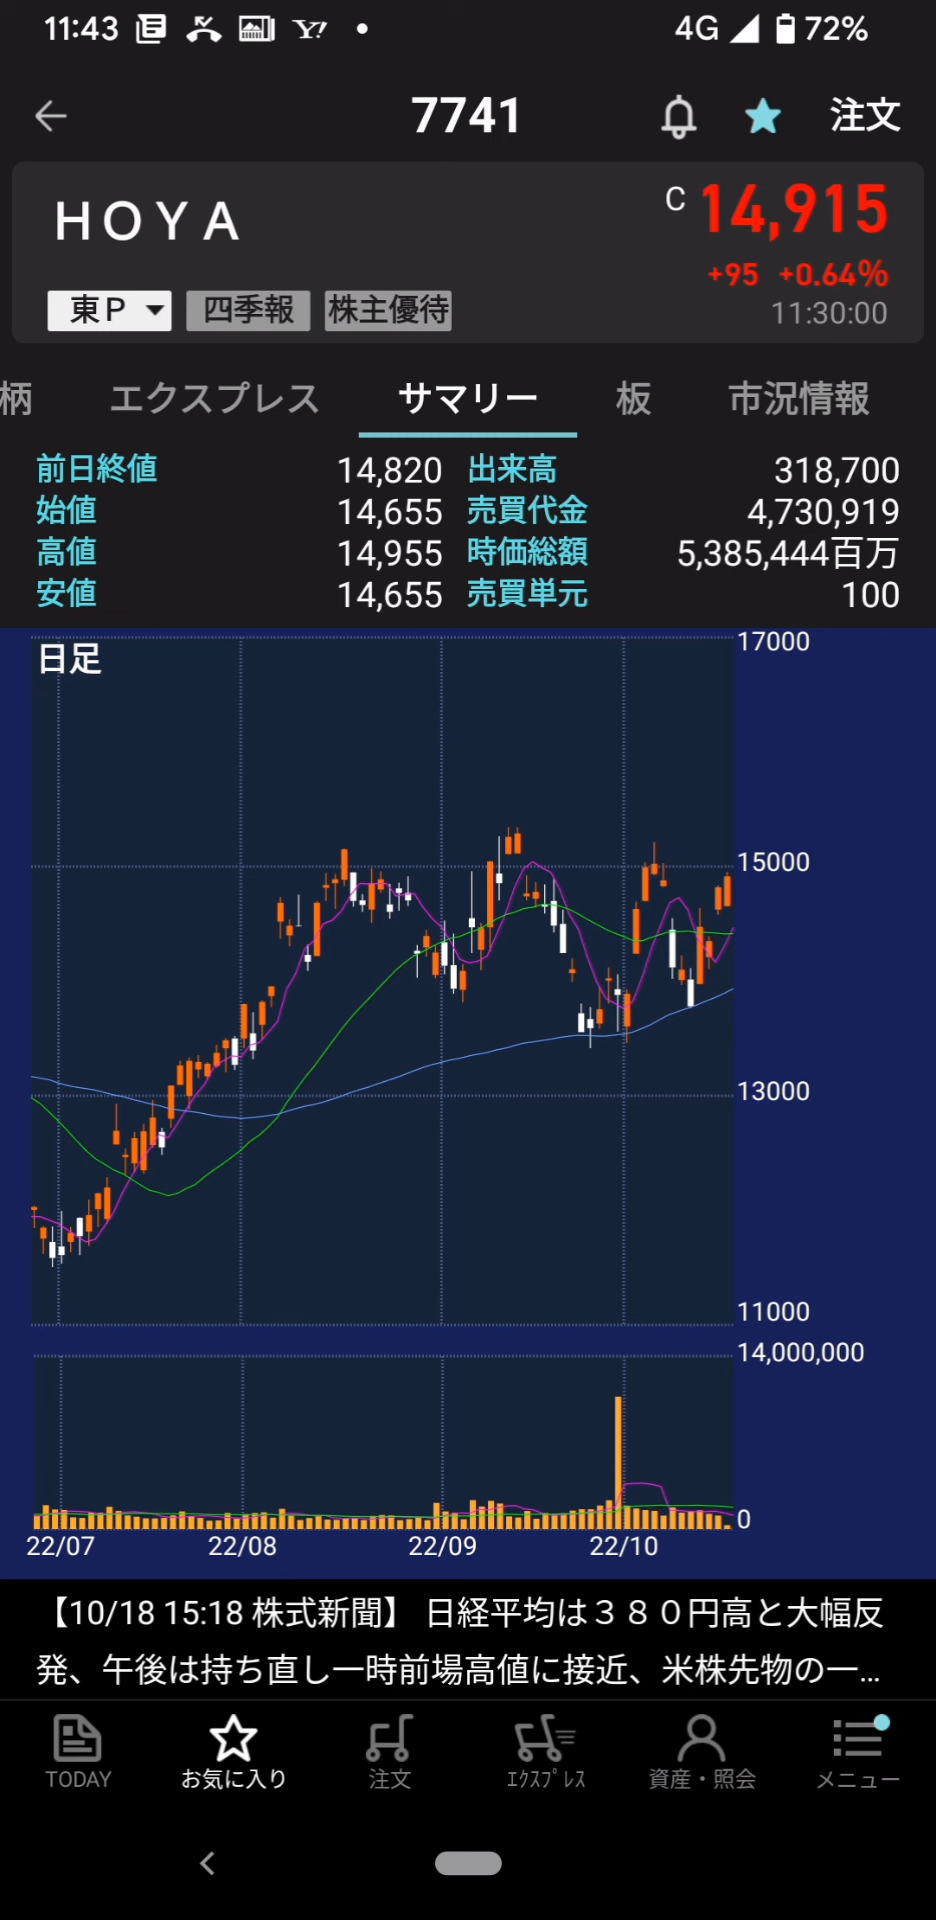 11:43 4G 72%
7741 注文
HOYA C 14,915
+95 +0.64%
東P 四季報 株主優待 11:30:00
柄 エクスプレス サマリー 板 市況情報
前日終値 14,820 出来高 318,700
始値 14,655 売買代金 4,730,919
高値 14,955 時価総額 5,385,444百万
安値 14,655 売買単元 100
日足
17000
15000
13000
11000
14,000,000
0
22/07 22/08 22/09 22/10
【10/18 15:18 株式新聞】 日経平均は３８０円高と大幅反
発、午後は持ち直し一時前場高値に接近、米株先物の一...
TODAY お気に入り 注文 ｴｸｽﾌﾟﾚｽ 資産・照会 メニュー